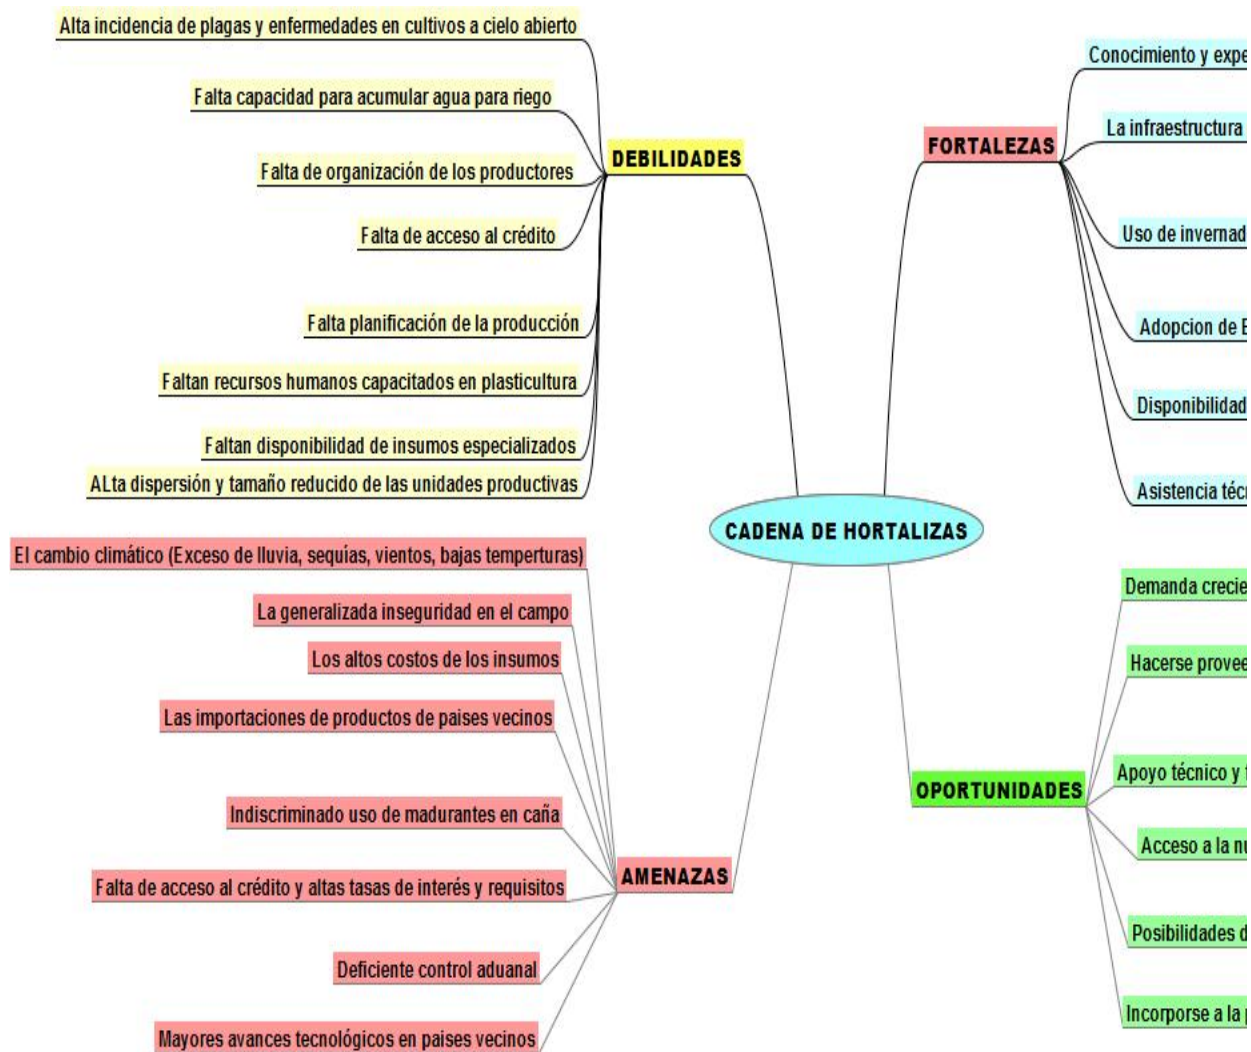 Alta incidencia de plagas y enfermedades en cultivos a cielo abierto
Falta capacidad para acumular agua para riego
Falta de organización de los productores
Falta de acceso al crédito
Falta planificación de la producción
Faltan recursos humanos capacitados en plasticultura
Faltan disponibilidad de insumos especializados
ALta dispersión y tamaño reducido de las unidades productivas
DEBILIDADES
FORTALEZAS
Conocimiento y
La infraestructura
Uso de
Adopcion de
Disponibilidad
Asistencia
CADENA DE HORTALIZAS
El cambio climático (Exceso de lluvia, sequías, vientos, bajas temperturas)
La generalizada inseguridad en el campo
Los altos costos de los insumos
Las importaciones de productos de paises vecinos
Indiscriminado uso de madurantes en caña
Falta de acceso al crédito y altas tasas de interés y requisitos
Deficiente control aduanal
Mayores avances tecnológicos en paises vecinos
AMENAZAS
OPORTUNIDADES
Demanda
Hacerse
Apoyo técnico y
Acceso a la
Posibilidades
Incorporse a la